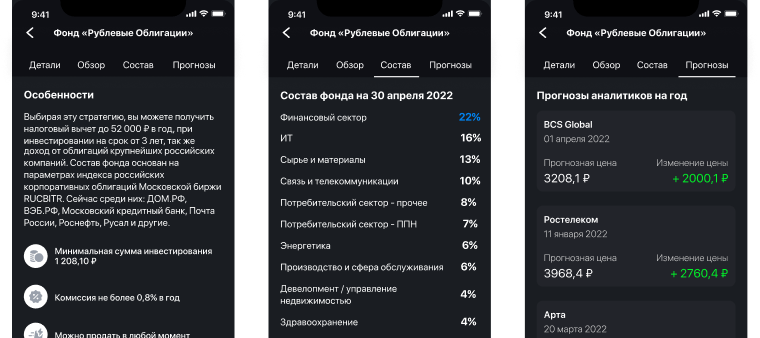 9:41
Фонд «Рублевые Облигации»
Детали Обзор Состав Прогнозы
Особенности
Выбирая эту стратегию, вы можете получить
налоговый вычет до 52 000 ₽ в год, при
инвестировании на срок от 3 лет, так же
доход от облигаций крупнейших российских
компаний. Состав фонда основан на
параметрах индекса российских
корпоративных облигаций Московской биржи
RUCBITR. Сейчас среди них: ДОМ.РФ,
ВЭБ.РФ, Московский кредитный банк, Почта
России, Роснефть, Русал и другие.
Минимальная сумма инвестирования
1 208,10 ₽
Комиссия не более 0,8% в год
Можно продать в любой момент
9:41
Фонд «Рублевые Облигации»
Детали Обзор Состав Прогнозы
Состав фонда на 30 апреля 2022
Финансовый сектор 22%
ИТ 16%
Сырье и материалы 13%
Связь и телекоммуникации 10%
Потребительский сектор - прочее 8%
Потребительский сектор - ППН 7%
Энергетика 6%
Производство и сфера обслуживания 6%
Девелопмент / управление
недвижимостью 4%
Здравоохранение 4%
9:41
Фонд «Рублевые Облигации»
Детали Обзор Состав Прогнозы
Прогнозы аналитиков на год
BCS Global
01 апреля 2022
Прогнозная цена Изменение цены
3208,1 ₽ + 2000,1 ₽
Ростелеком
11 января 2022
Прогнозная цена Изменение цены
3968,4 ₽ + 2760,4 ₽
Арта
20 марта 2022